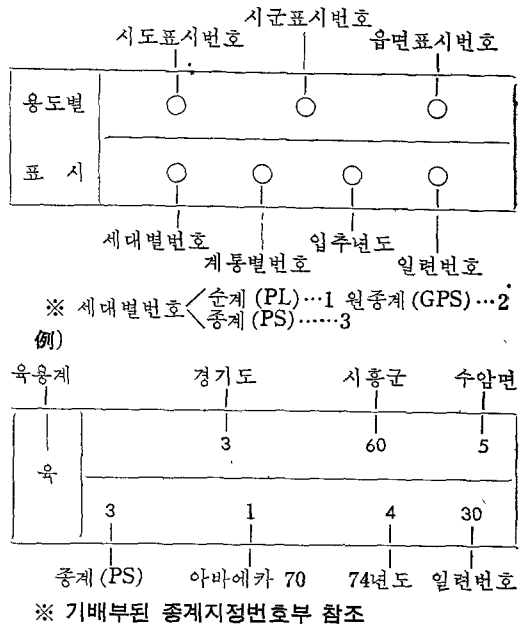 시군표시번호
시도표시번호 읍면표시번호
용도별 ○ ○ ○
표 시 ○ ○ ○ ○
세대별번호 입추년도
계통별번호 일련번호
※ 세대별번호 순계(PL)…1 원종계(GPS)…2
종계(PS)……3
例)
육용계 경기도 시흥군 수암면
3 60 5
육
3 1 4 30
종계(PS) 아바에카 70 74년도 일련번호
※ 기배부된 종계지정번호부 참조